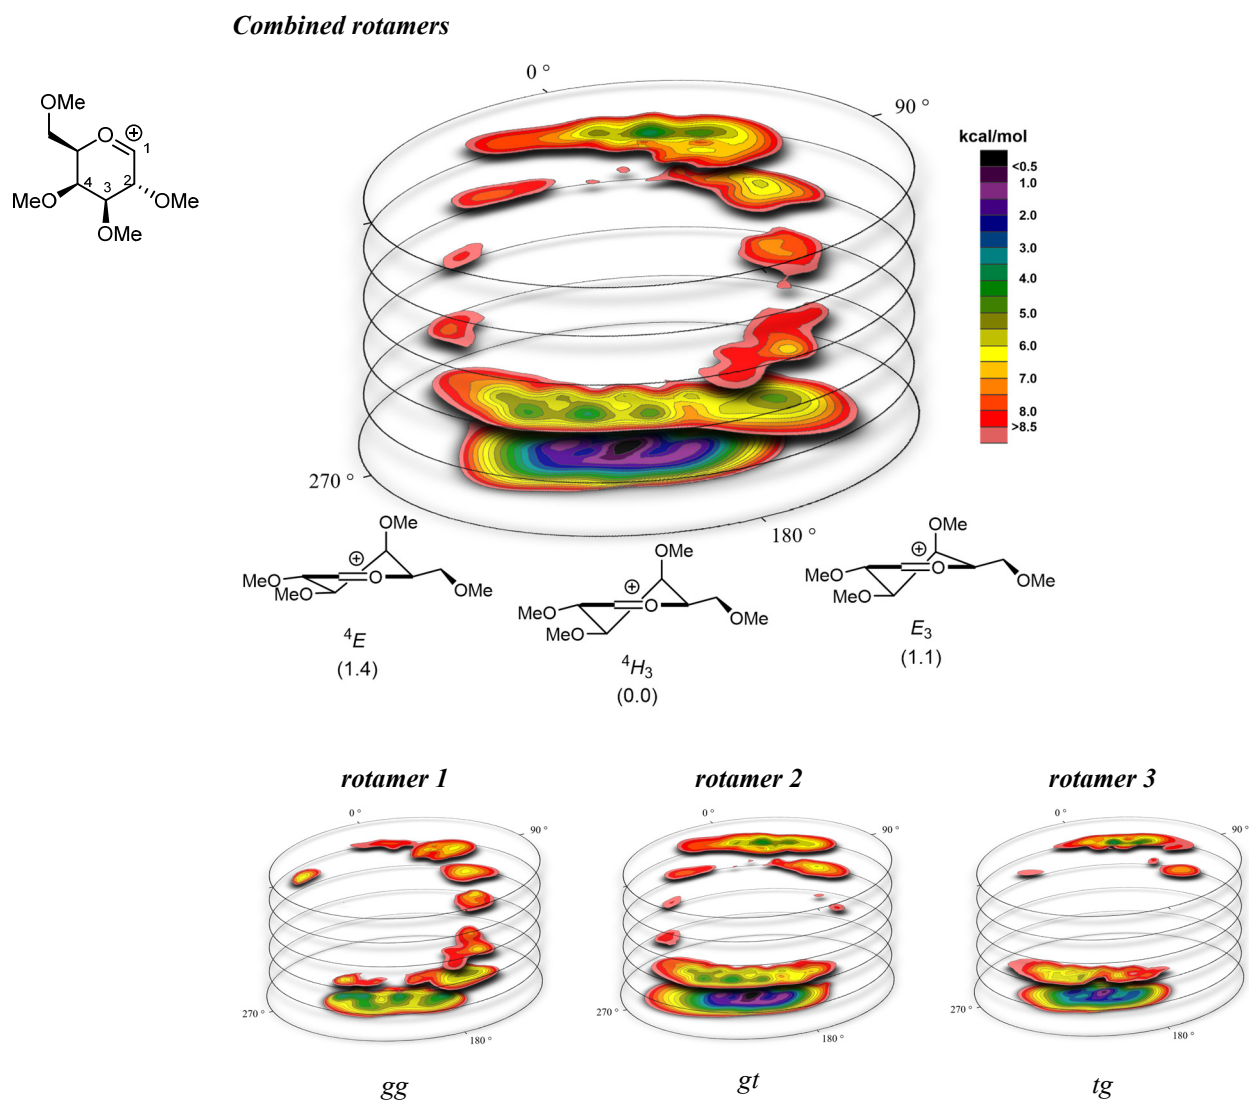 Combined rotamers
OMe
O
+
1
2
3
4
MeO
OMe
OMe
0 °
90 °
270 °
180 °
kcal/mol
<0.5
1.0
2.0
3.0
4.0
5.0
6.0
7.0
8.0
>8.5
OMe
+
MeO
O
MeO
OMe
4E
(1.4)
OMe
+
MeO
O
MeO
OMe
4H3
(0.0)
OMe
+
MeO
O
MeO
OMe
E3
(1.1)
rotamer 1
0 °
90 °
270 °
180 °
gg
rotamer 2
0 °
90 °
270 °
180 °
gt
rotamer 3
0 °
90 °
270 °
180 °
tg